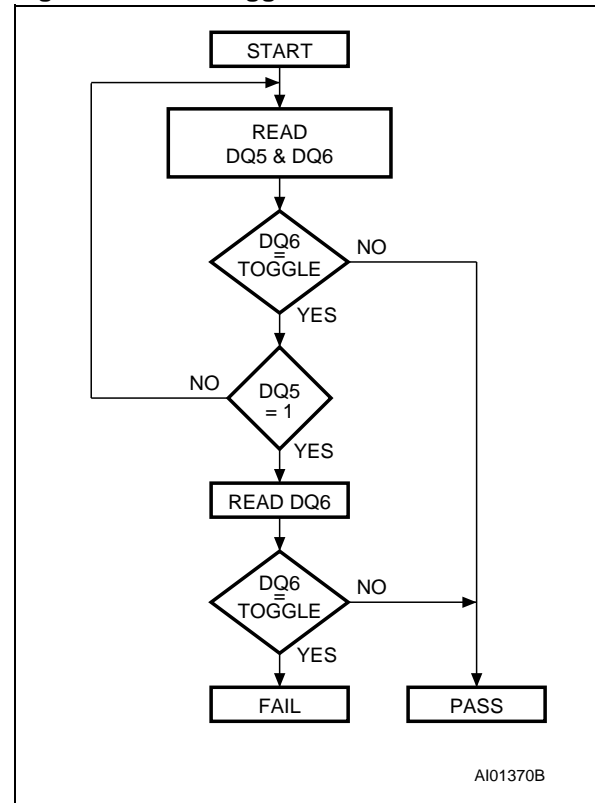 START
READ
DQ5 & DQ6
DQ6
=
TOGGLE
NO
YES
NO
DQ5
= 1
YES
READ DQ6
DQ6
=
TOGGLE
NO
YES
FAIL
PASS
AI01370B